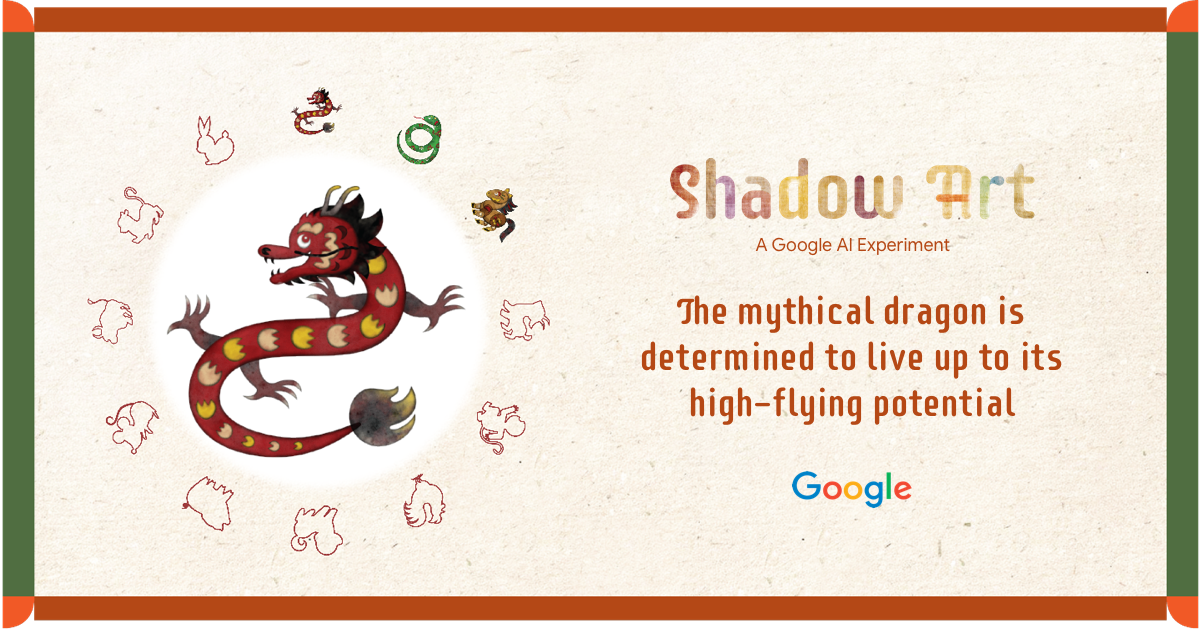 Shadow Art
A Google AI Experiment
The mythical dragon is
determined to live up to its
high-flying potential
Google